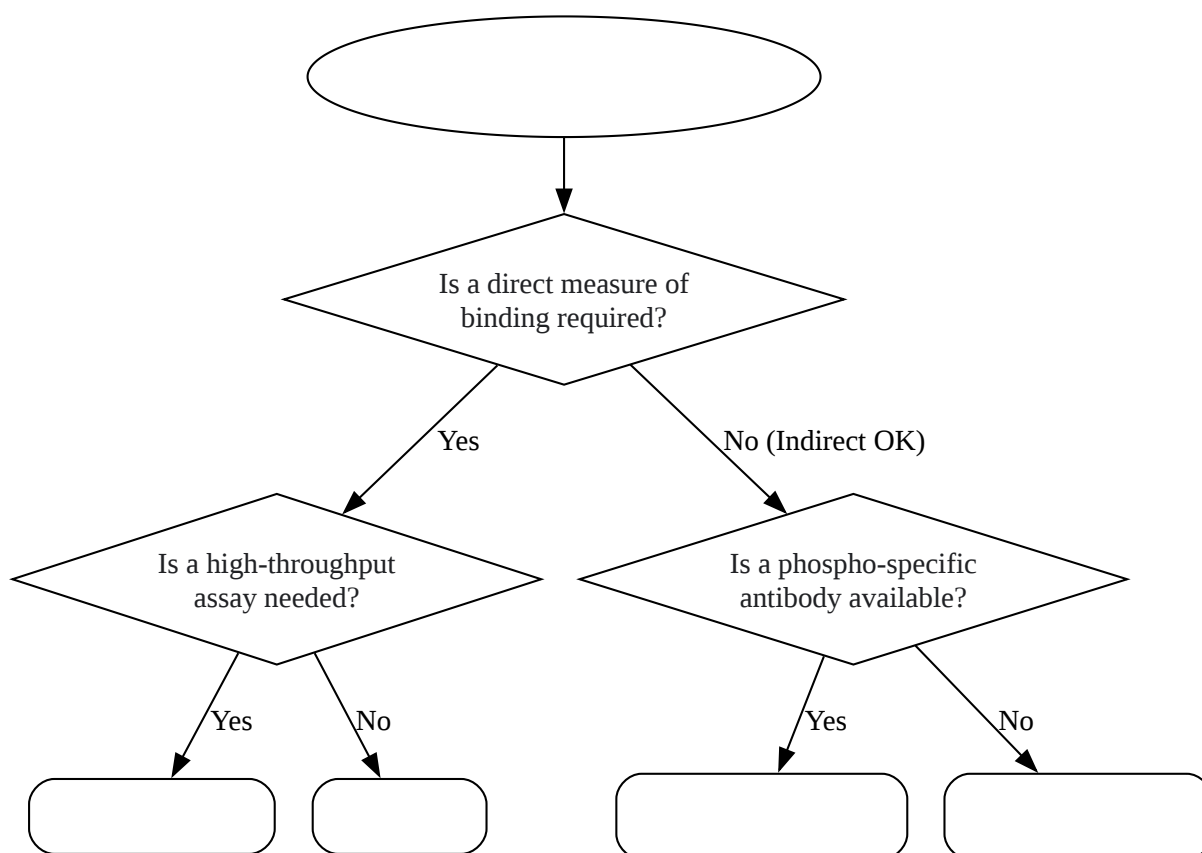 Is a direct measure of
binding required?
Yes
No (Indirect OK)
Is a high-throughput
assay needed?
Is a phospho-specific
antibody available?
Yes
No
Yes
No